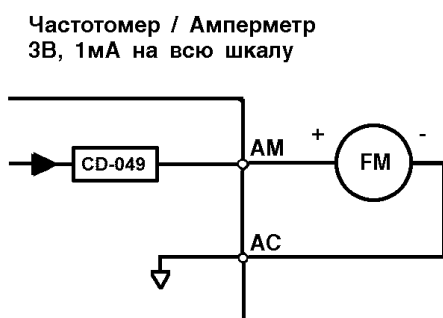 Частотомер / Амперметр
3В, 1мА на всю шкалу
AM
+
-
CD-049
FM
AC